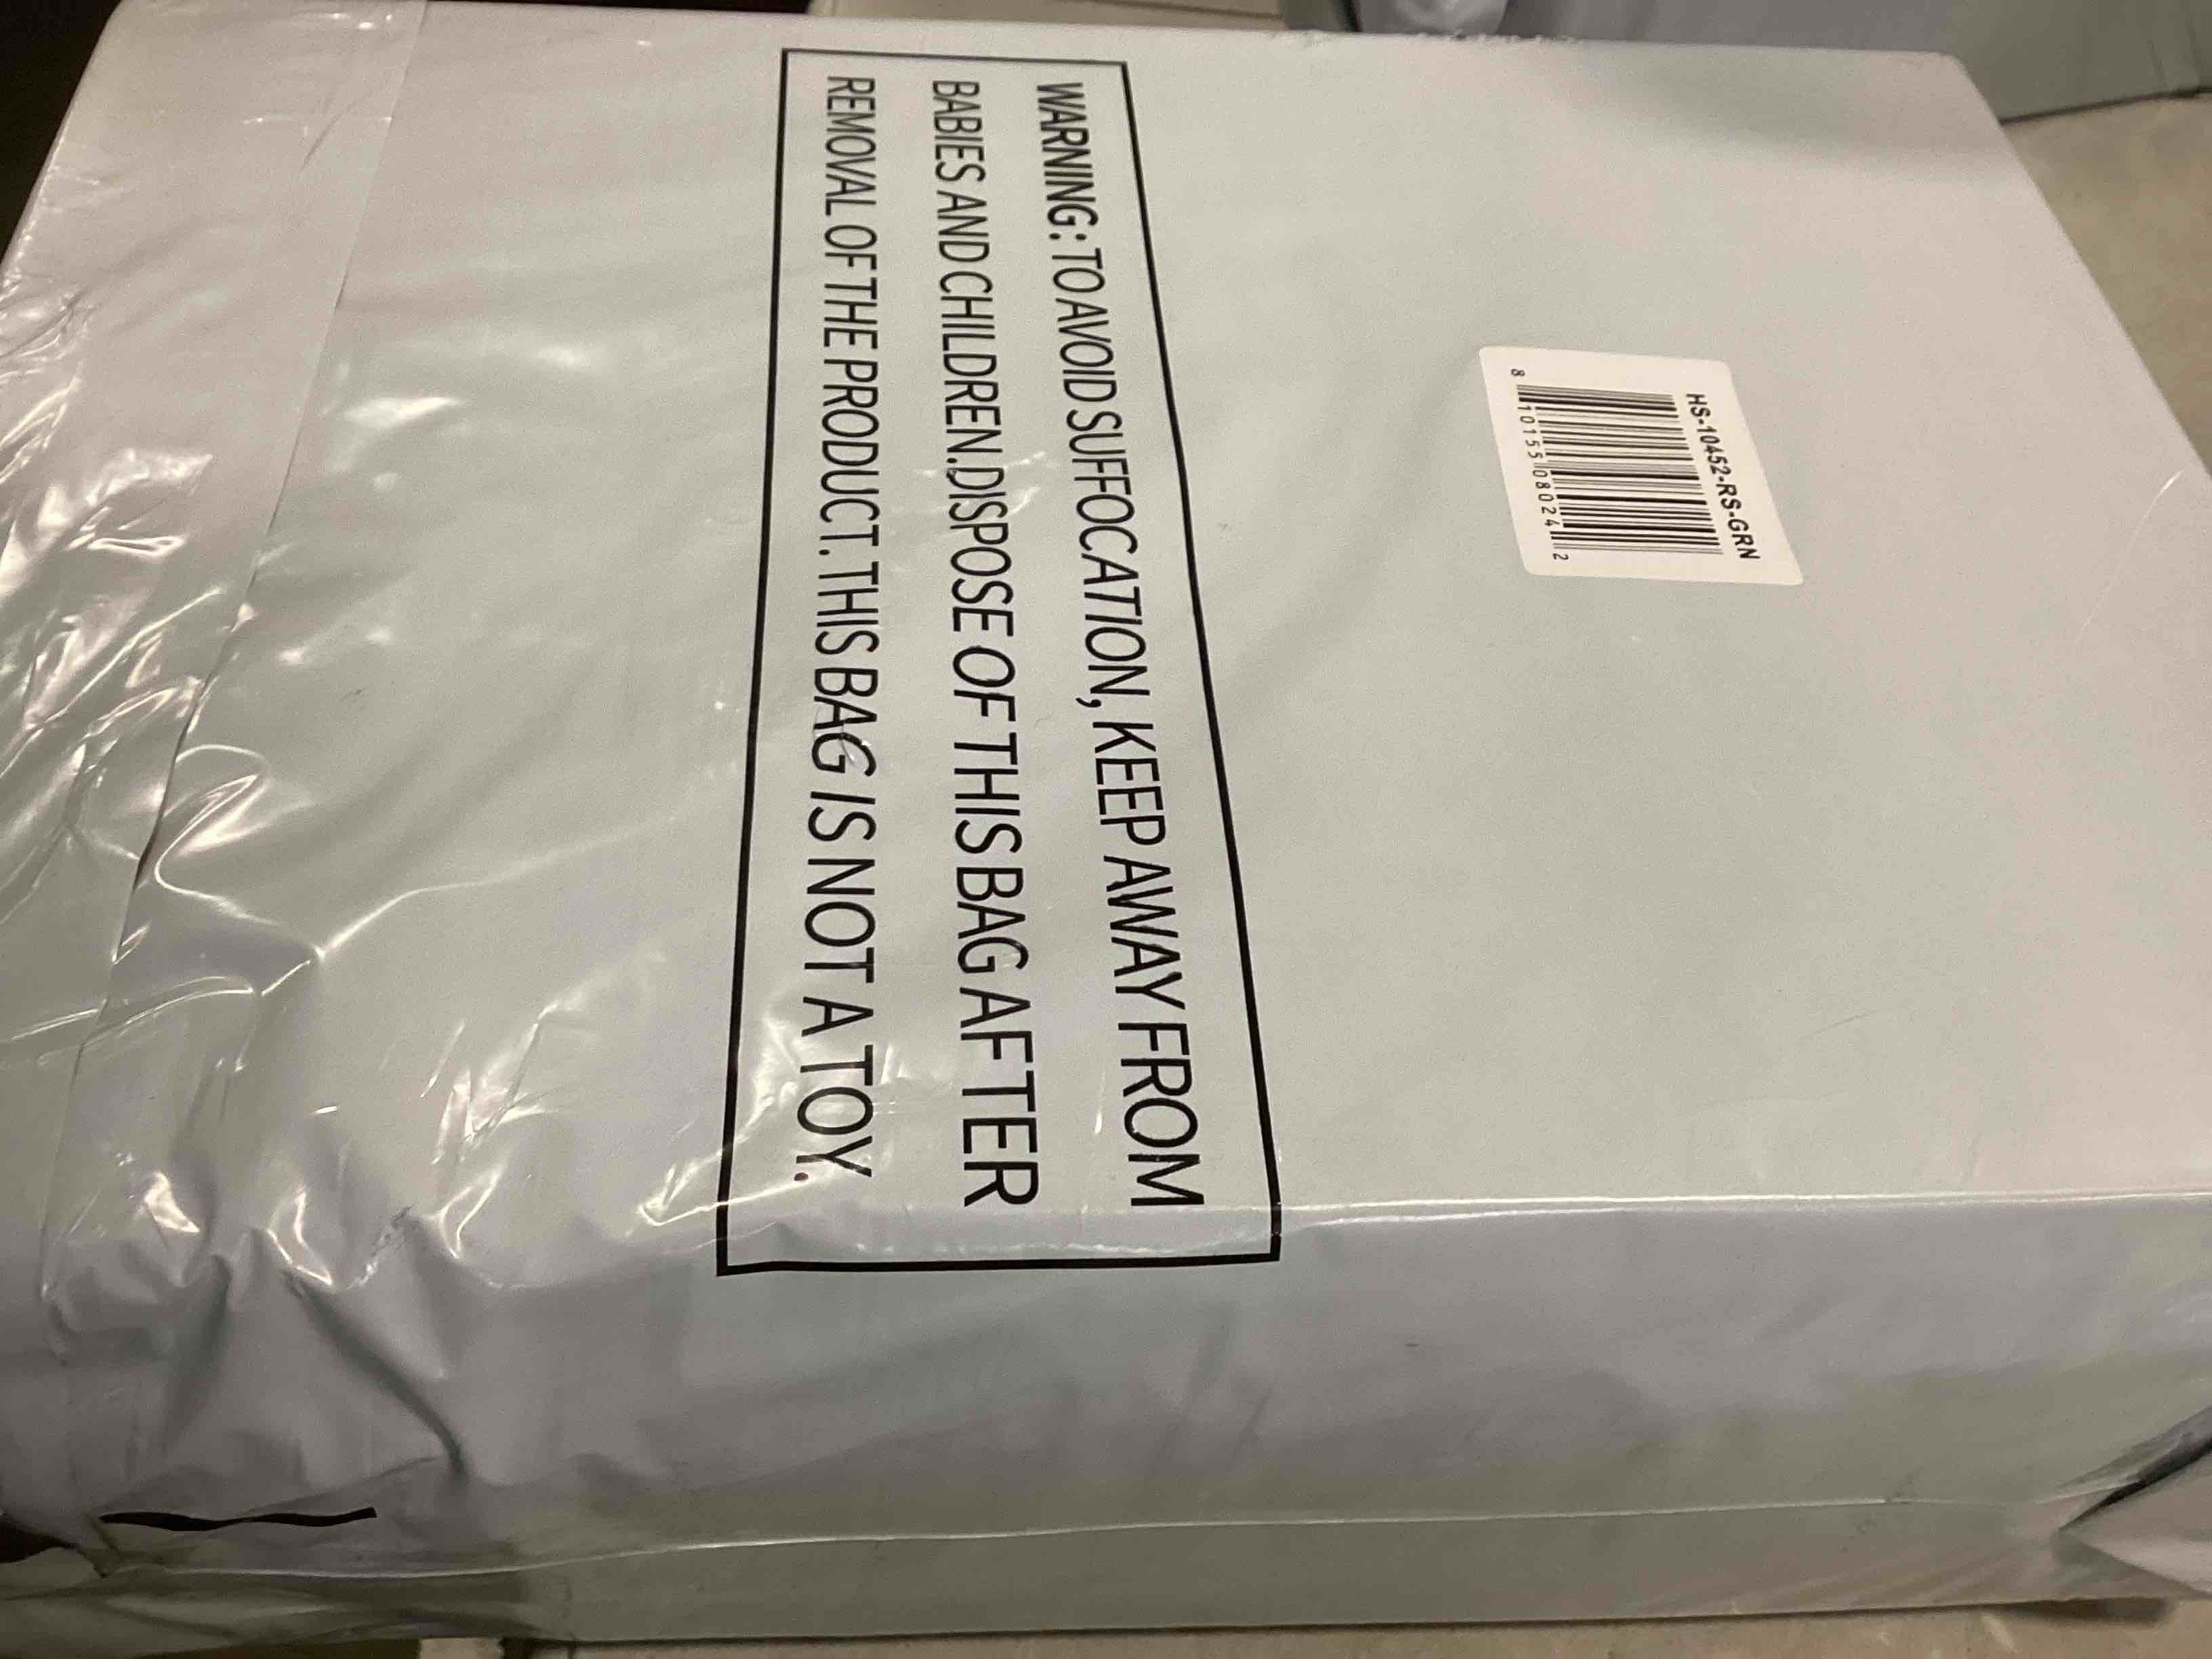 HS-10452-RS-GRN
8 10155 08024 2
WARNING: TO AVOID SUFFOCATION, KEEP AWAY FROM
BABIES AND CHILDREN.DISPOSE OF THIS BAG AFTER
REMOVAL OF THE PRODUCT. THIS BAG IS NOT A TOY.